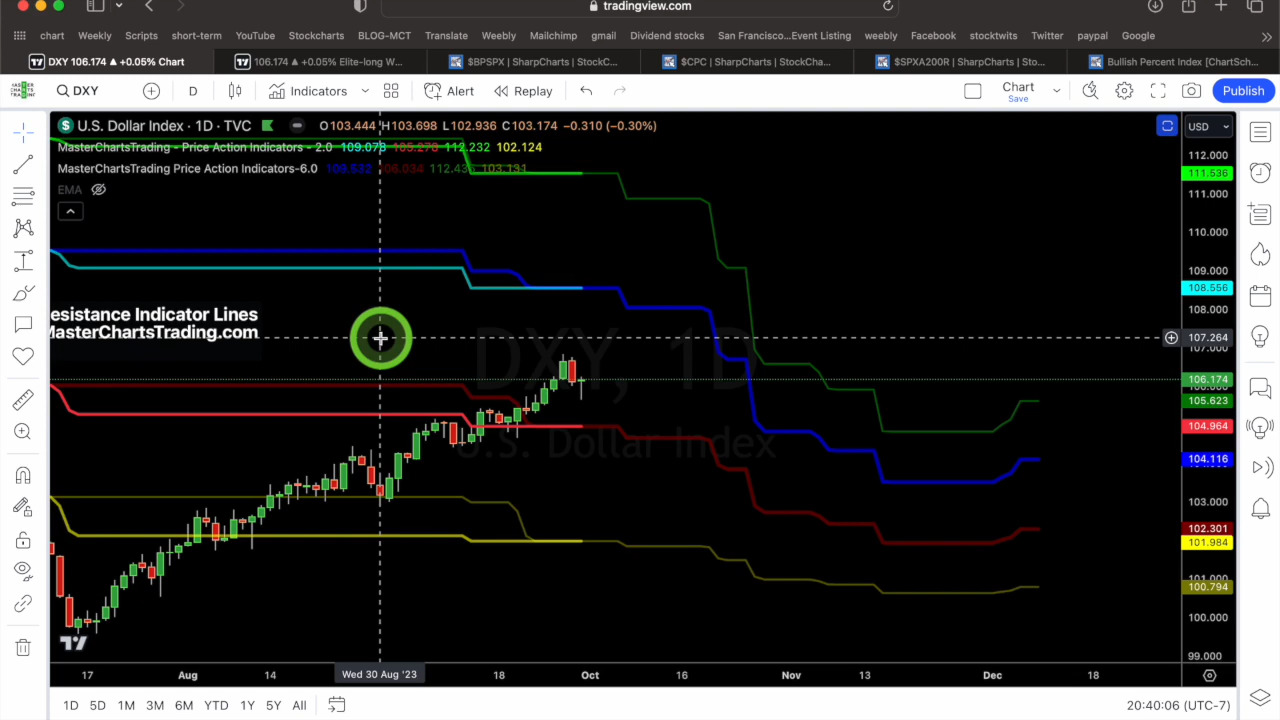 tradingview.com
chart Weekly Scripts short-term YouTube Stockcharts BLOG-MCT Translate Weebly Mailchimp gmail Dividend stocks San Francisco...Event Listing weebly Facebook stocktwits Twitter paypal Google
DXY 106.174 ▲ +0.05% Chart 106.174 ▲ +0.05% Elite-long W... $BPSPX | SharpCharts | StockC... $CPC | SharpCharts | StockCha... $SPXA200R | SharpCharts | Sto... Bullish Percent Index [ChartSch...
DXY D Indicators Alert Replay Chart Save Publish
U.S. Dollar Index · 1D · TVC O103.444 H103.698 L102.936 C103.174 −0.310 (−0.30%) USD
MasterChartsTrading - Price Action Indicators - 2.0 109.078 105.270 112.232 102.124
MasterChartsTrading Price Action Indicators-6.0 109.532 106.034 112.436 103.131
EMA
112.000
111.536
111.000
110.000
109.000
108.556
108.000
esistance Indicator Lines
MasterChartsTrading.com
107.264
107.000
DXY, 1D
U.S. Dollar Index
106.174
105.623
104.964
104.116
103.000
102.301
101.984
101.000
100.794
100.000
99.000
17 Aug 14 Wed 30 Aug '23 18 Oct 16 Nov 13 Dec 18
1D 5D 1M 3M 6M YTD 1Y 5Y All 20:40:06 (UTC-7)